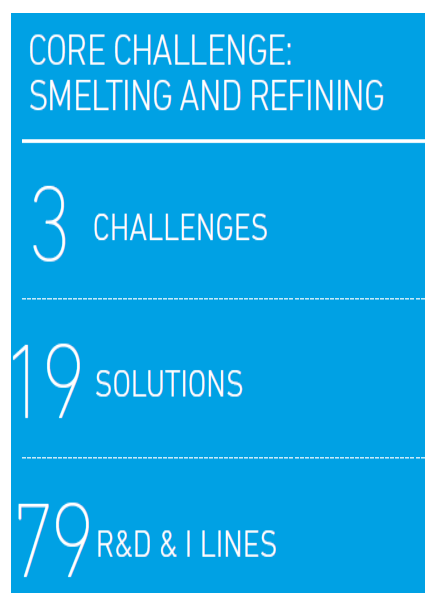 CORE CHALLENGE:
SMELTING AND REFINING
3 CHALLENGES
19 SOLUTIONS
79 R&D & I LINES